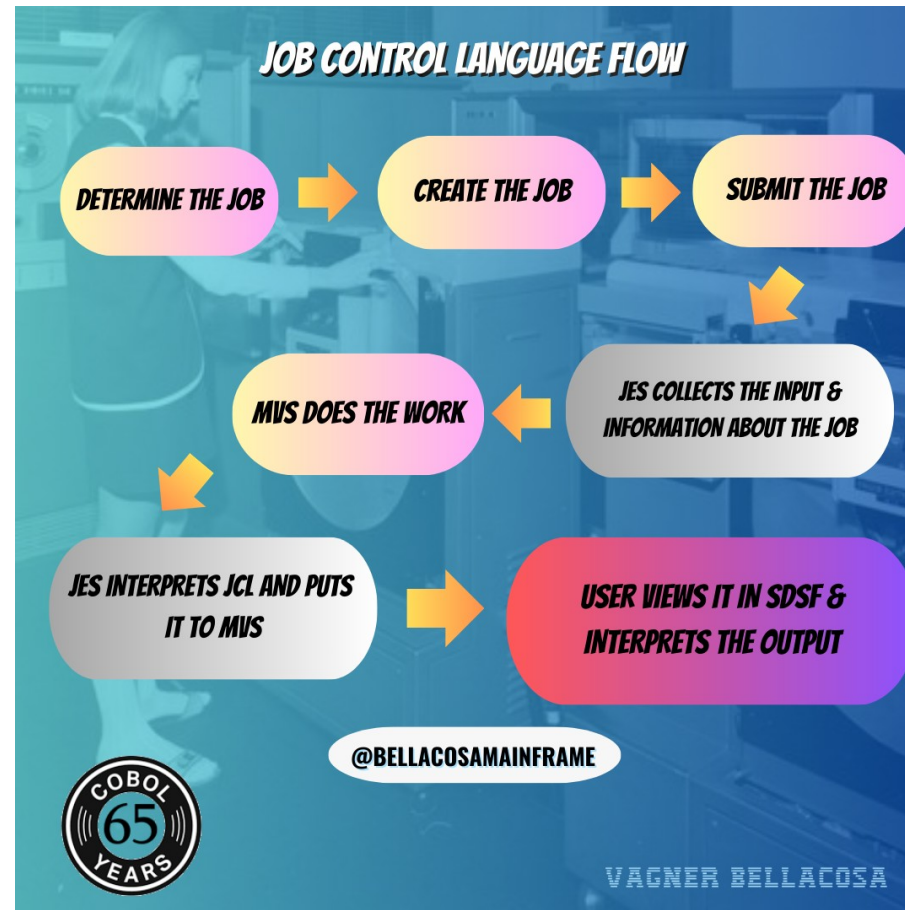 JOB CONTROL LANGUAGE FLOW
DETERMINE THE JOB
CREATE THE JOB
SUBMIT THE JOB
JES COLLECTS THE INPUT &
INFORMATION ABOUT THE JOB
MVS DOES THE WORK
JES INTERPRETS JCL AND PUTS
IT TO MVS
USER VIEWS IT IN SDSF &
INTERPRETS THE OUTPUT
@BELLACOSAMAINFRAME
COBOL
65
YEARS
VAGNER BELLACOSA